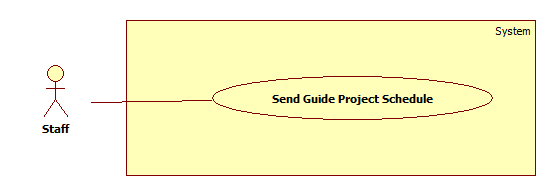 System
Send Guide Project Schedule
Staff